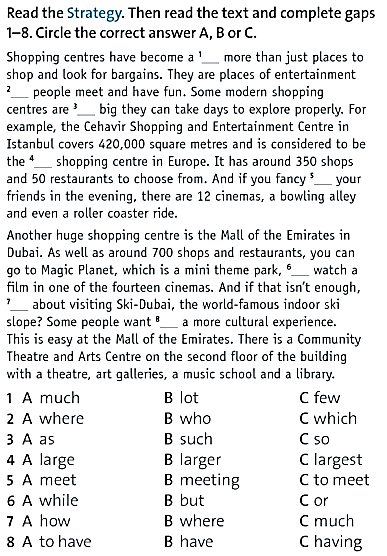 Read the Strategy. Then read the text and complete gaps
1–8. Circle the correct answer A, B or C.
Shopping centres have become a ¹__ more than just places to
shop and look for bargains. They are places of entertainment
²__ people meet and have fun. Some modern shopping
centres are ³__ big they can take days to explore properly. For
example, the Cehavir Shopping and Entertainment Centre in
Istanbul covers 420,000 square metres and is considered to be
the ⁴__ shopping centre in Europe. It has around 350 shops
and 50 restaurants to choose from. And if you fancy ⁵__ your
friends in the evening, there are 12 cinemas, a bowling alley
and even a roller coaster ride.
Another huge shopping centre is the Mall of the Emirates in
Dubai. As well as around 700 shops and restaurants, you can
go to Magic Planet, which is a mini theme park, ⁶__ watch a
film in one of the fourteen cinemas. And if that isn't enough,
⁷__ about visiting Ski-Dubai, the world-famous indoor ski
slope? Some people want ⁸__ a more cultural experience.
This is easy at the Mall of the Emirates. There is a Community
Theatre and Arts Centre on the second floor of the building
with a theatre, art galleries, a music school and a library.
1 A much B lot C few
2 A where B who C which
3 A as B such C so
4 A large B larger C largest
5 A meet B meeting C to meet
6 A while B but C or
7 A how B where C much
8 A to have B have C having